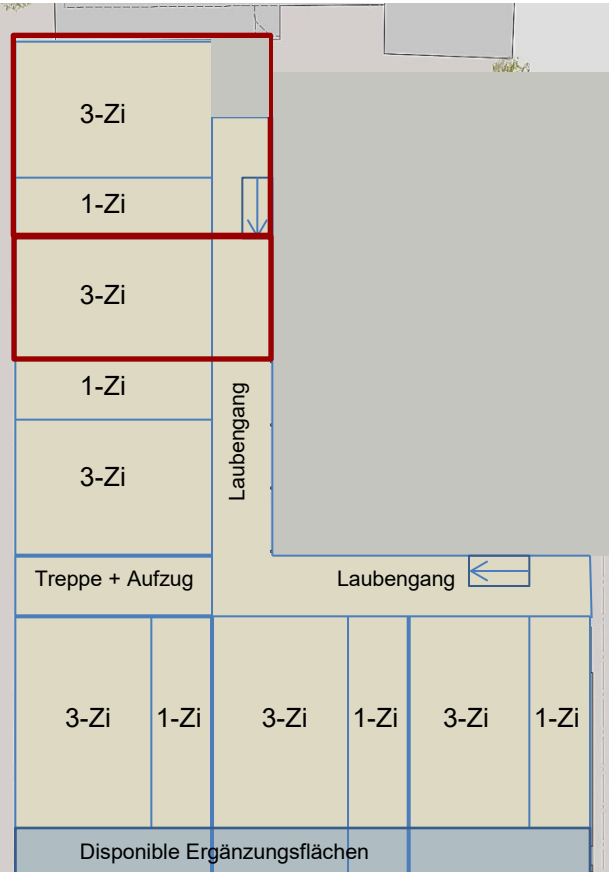 3-Zi
1-Zi
3-Zi
1-Zi
Laubengang
3-Zi
Treppe + Aufzug
Laubengang
3-Zi
1-Zi
3-Zi
1-Zi
3-Zi
1-Zi
Disponible Ergänzungsflächen